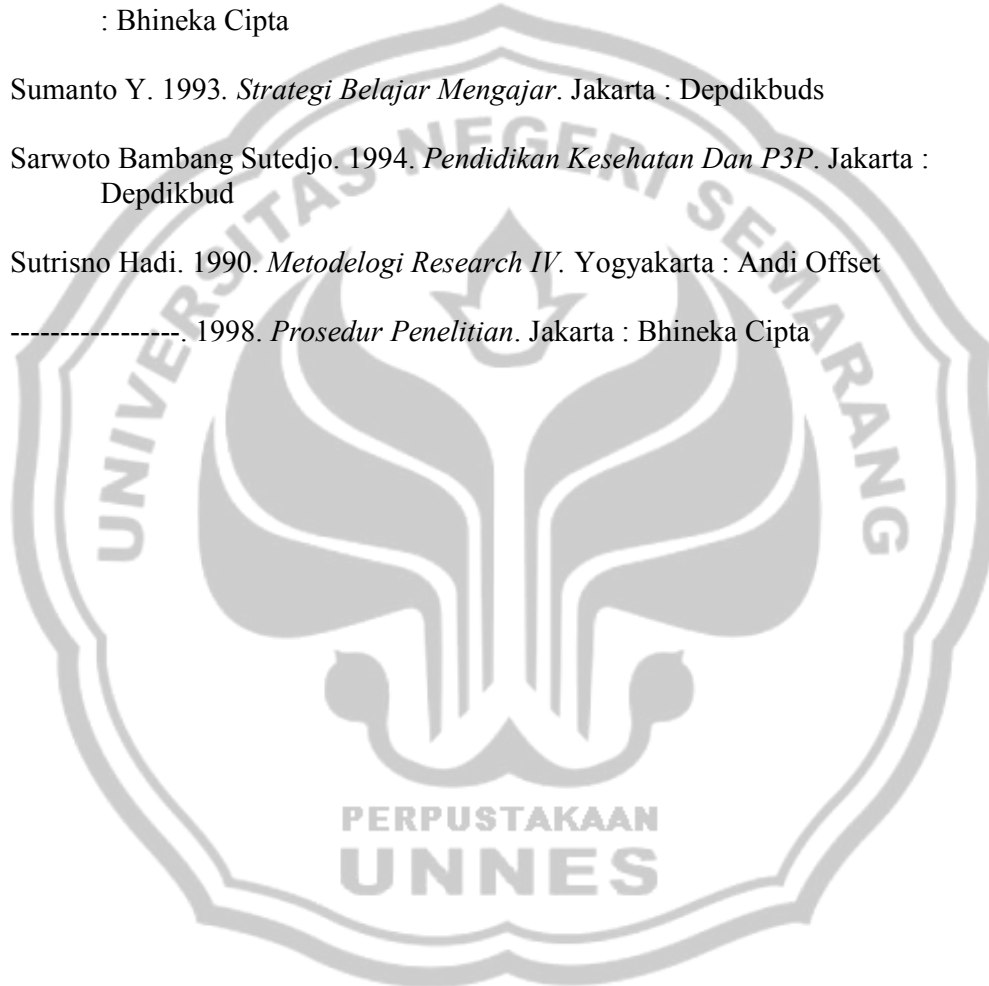 : Bhineka Cipta
Sumanto Y. 1993. Strategi Belajar Mengajar. Jakarta : Depdikbuds
Sarwoto Bambang Sutedjo. 1994. Pendidikan Kesehatan Dan P3P. Jakarta :
Depdikbud
Sutrisno Hadi. 1990. Metodelogi Research IV. Yogyakarta : Andi Offset
-----------------. 1998. Prosedur Penelitian. Jakarta : Bhineka Cipta
UNIVERSITAS NEGERI SEMARANG
PERPUSTAKAAN
UNNES